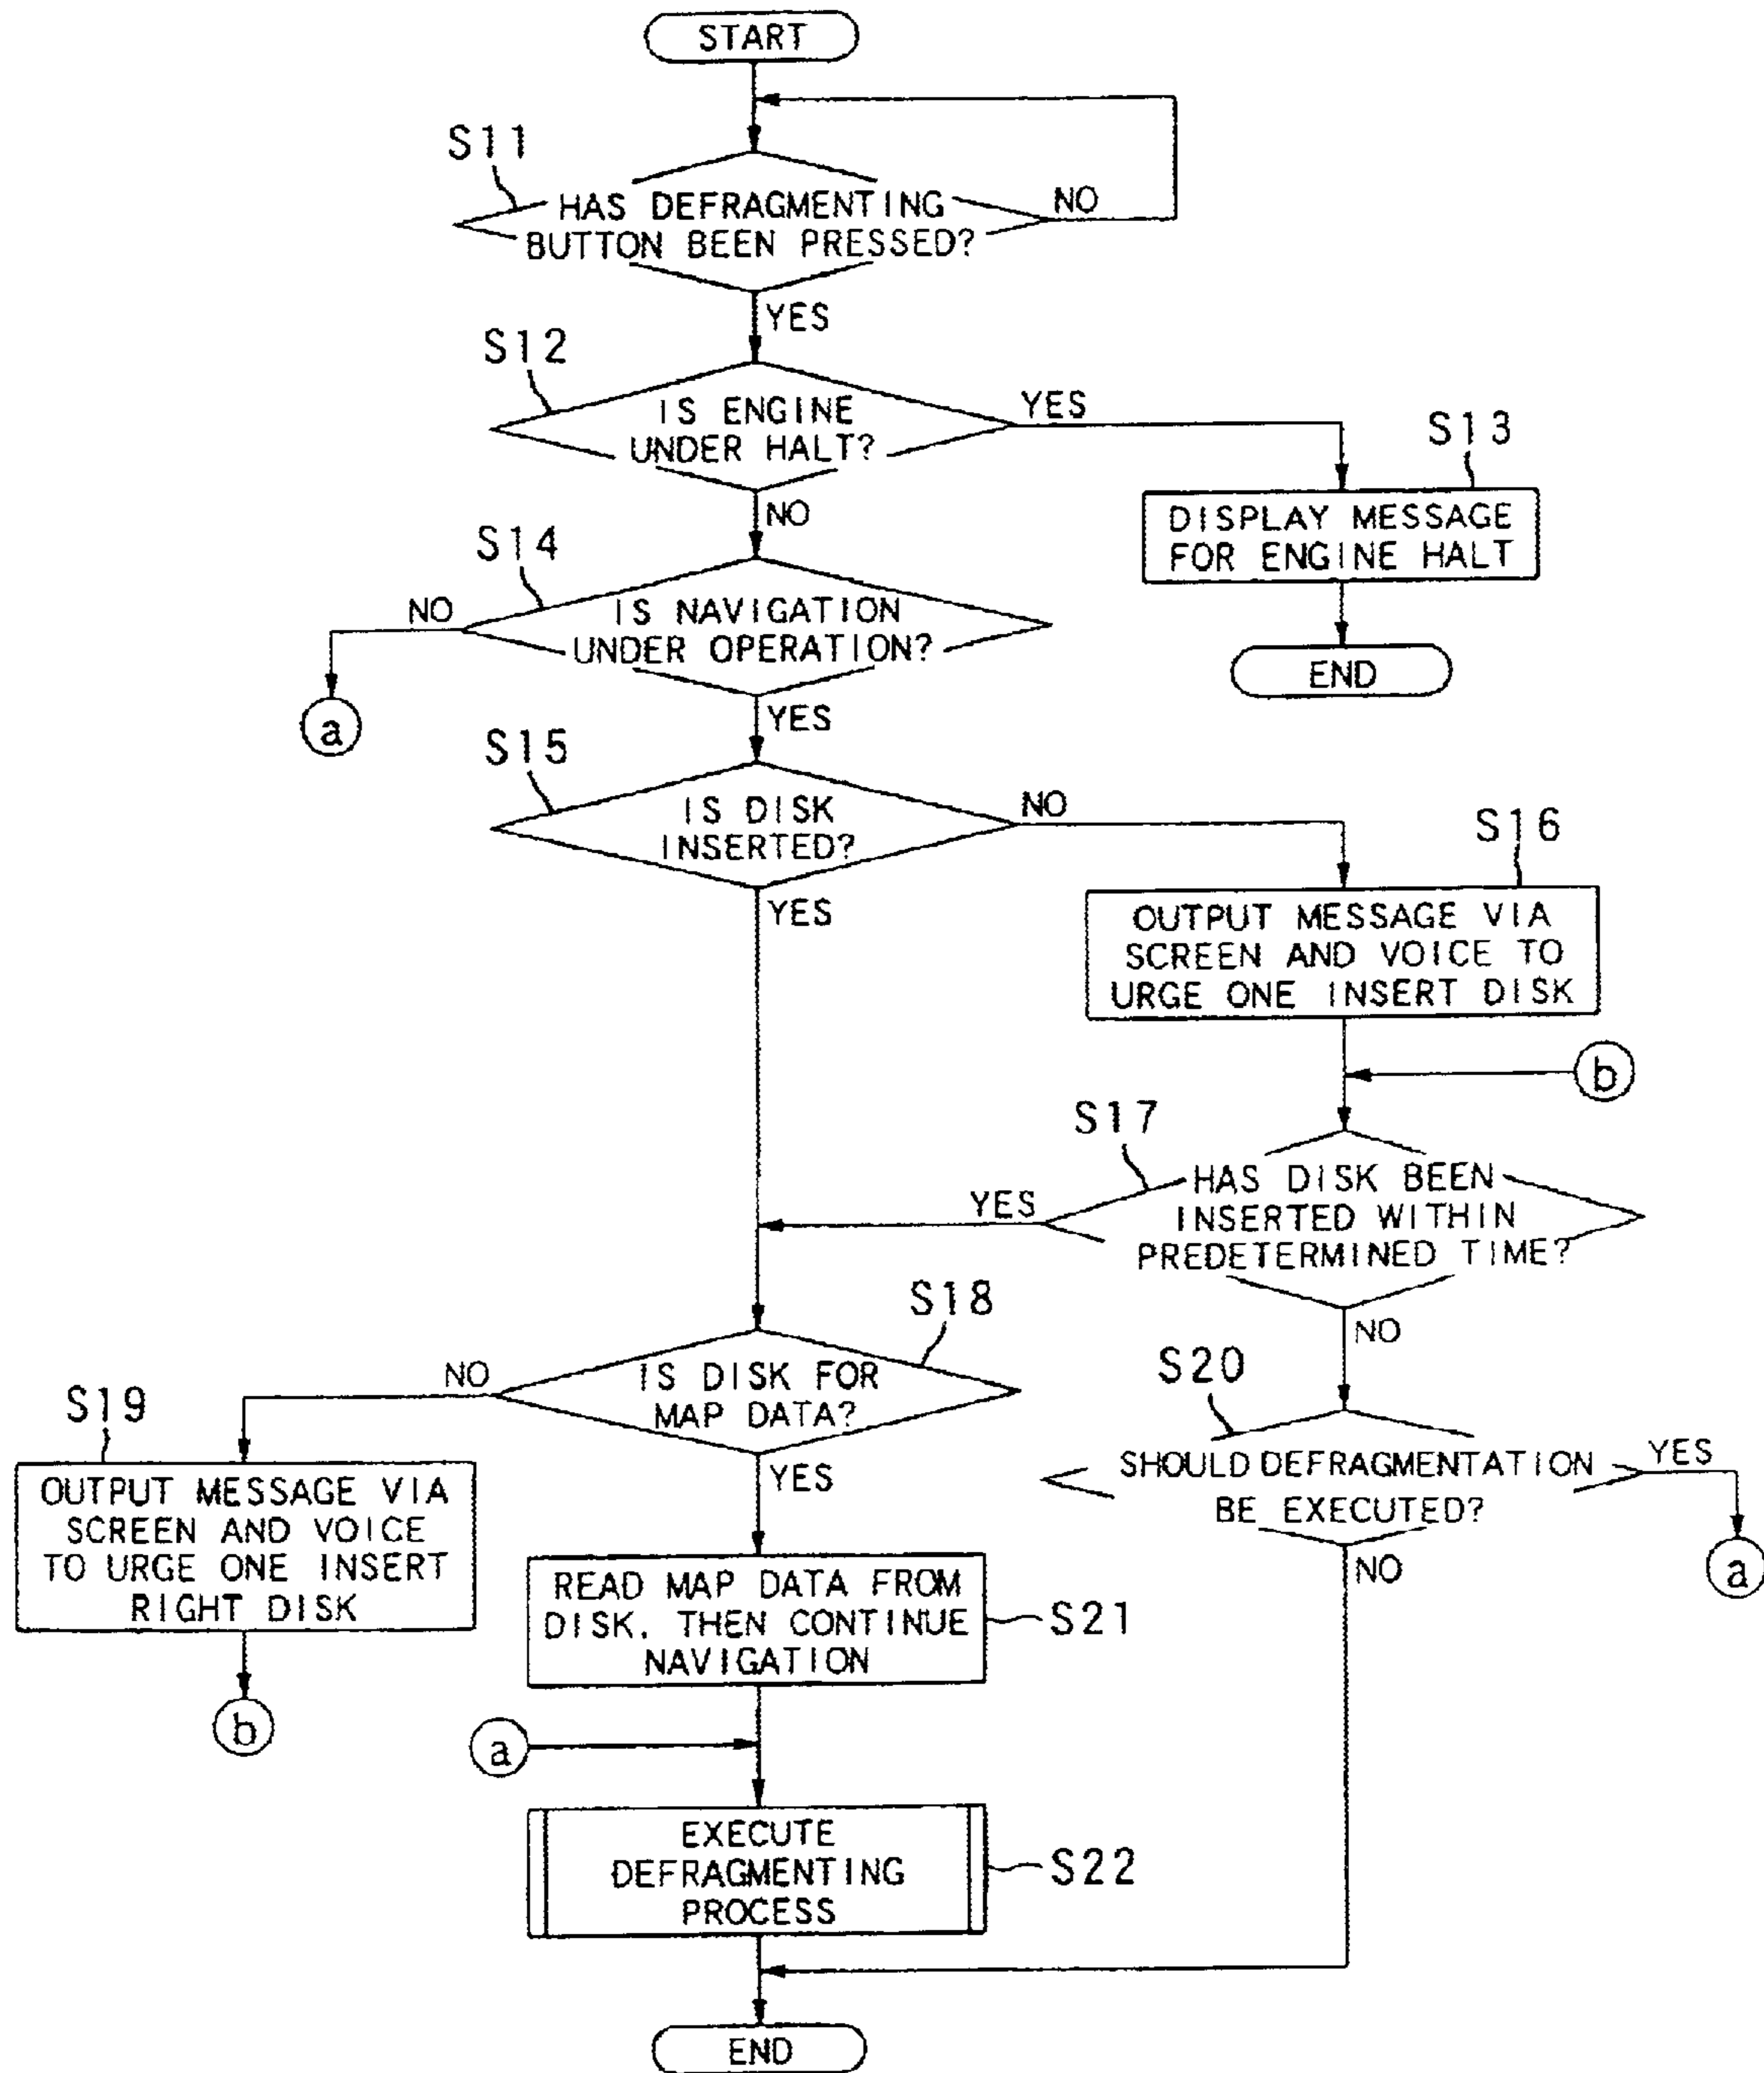 START
S11
HAS DEFRAGMENTING
BUTTON BEEN PRESSED?
NO
YES
S12
IS ENGINE
UNDER HALT?
YES
NO
S13
DISPLAY MESSAGE
FOR ENGINE HALT
END
S14
IS NAVIGATION
UNDER OPERATION?
NO
a
YES
S15
IS DISK
INSERTED?
NO
YES
S16
OUTPUT MESSAGE VIA
SCREEN AND VOICE TO
URGE ONE INSERT DISK
b
S17
HAS DISK BEEN
INSERTED WITHIN
PREDETERMINED TIME?
YES
NO
S18
IS DISK FOR
MAP DATA?
NO
YES
S19
OUTPUT MESSAGE VIA
SCREEN AND VOICE
TO URGE ONE INSERT
RIGHT DISK
b
S20
SHOULD DEFRAGMENTATION
BE EXECUTED?
YES
a
NO
READ MAP DATA FROM
DISK, THEN CONTINUE
NAVIGATION
S21
a
EXECUTE
DEFRAGMENTING
PROCESS
S22
END